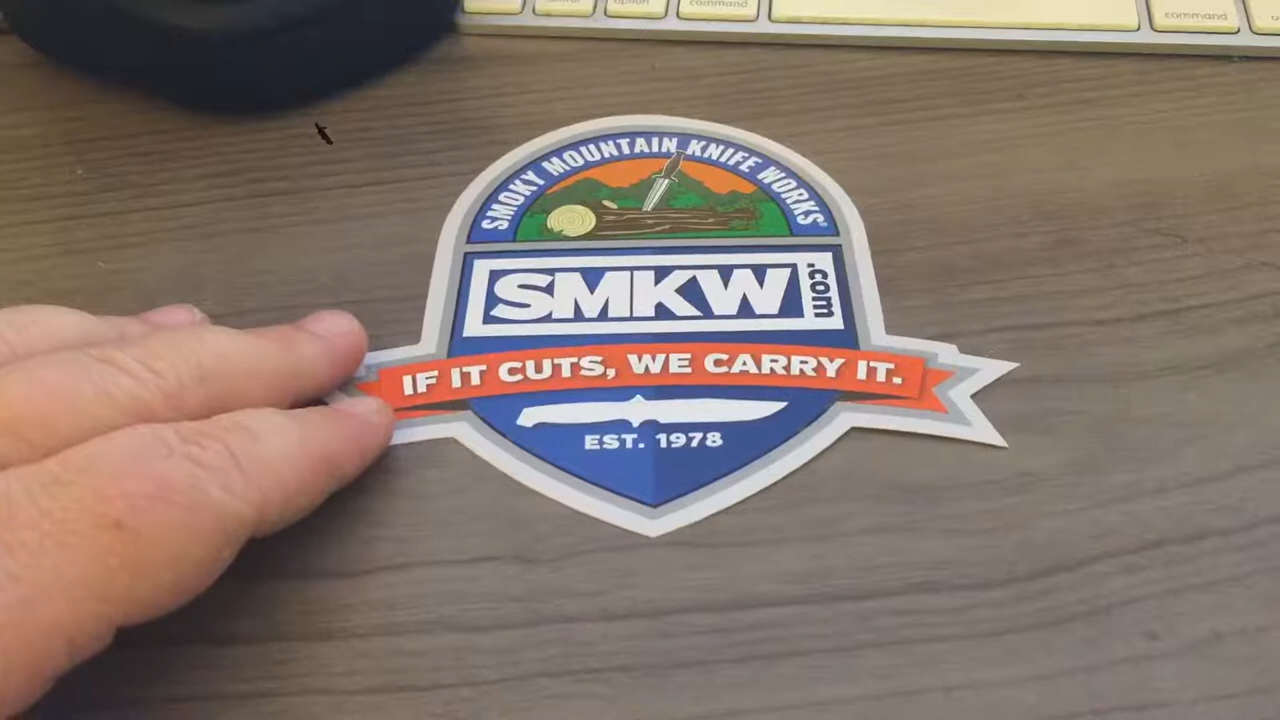 option
command
command
SMOKY MOUNTAIN KNIFE WORKS®
SMKW.com
IF IT CUTS, WE CARRY IT.
EST. 1978